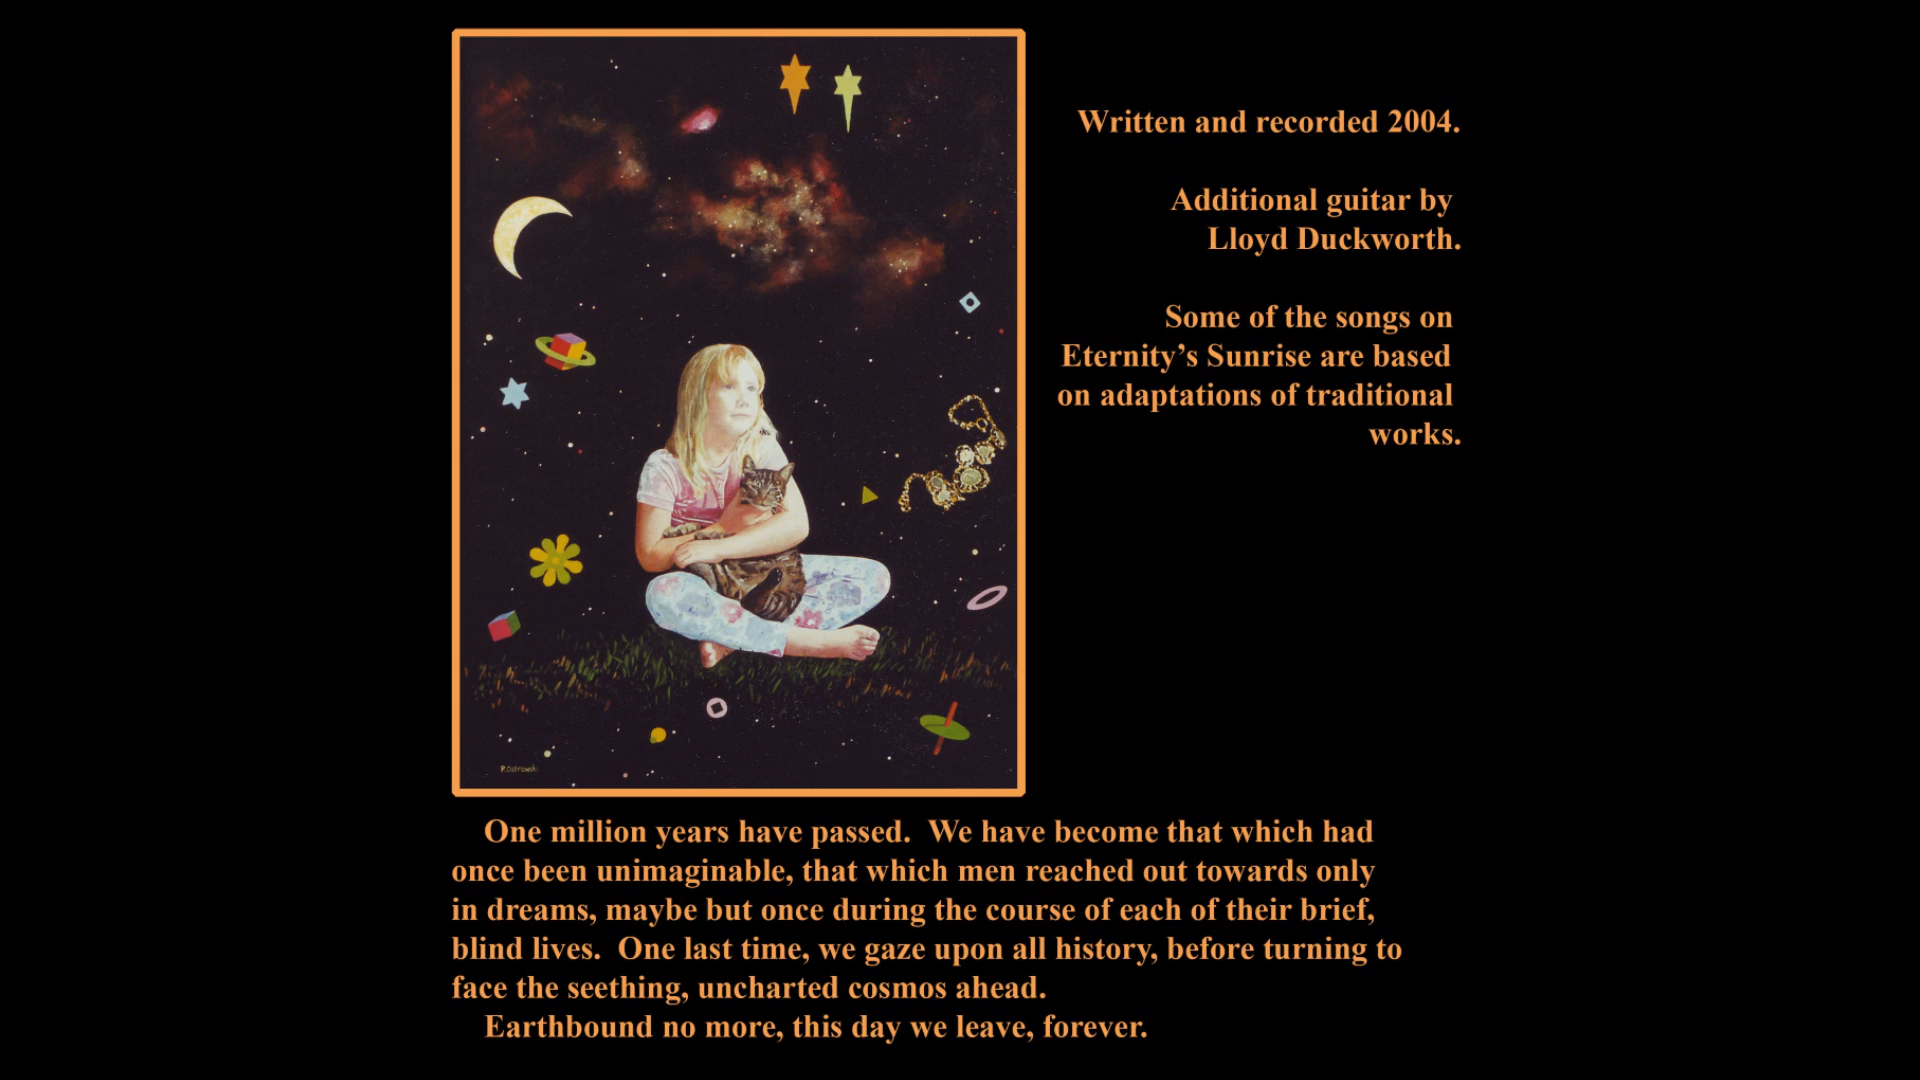 Written and recorded 2004.
Additional guitar by
Lloyd Duckworth.
Some of the songs on
Eternity’s Sunrise are based
on adaptations of traditional
works.
P.Ostrowski
One million years have passed.  We have become that which had
once been unimaginable, that which men reached out towards only
in dreams, maybe but once during the course of each of their brief,
blind lives.  One last time, we gaze upon all history, before turning to
face the seething, uncharted cosmos ahead.
Earthbound no more, this day we leave, forever.